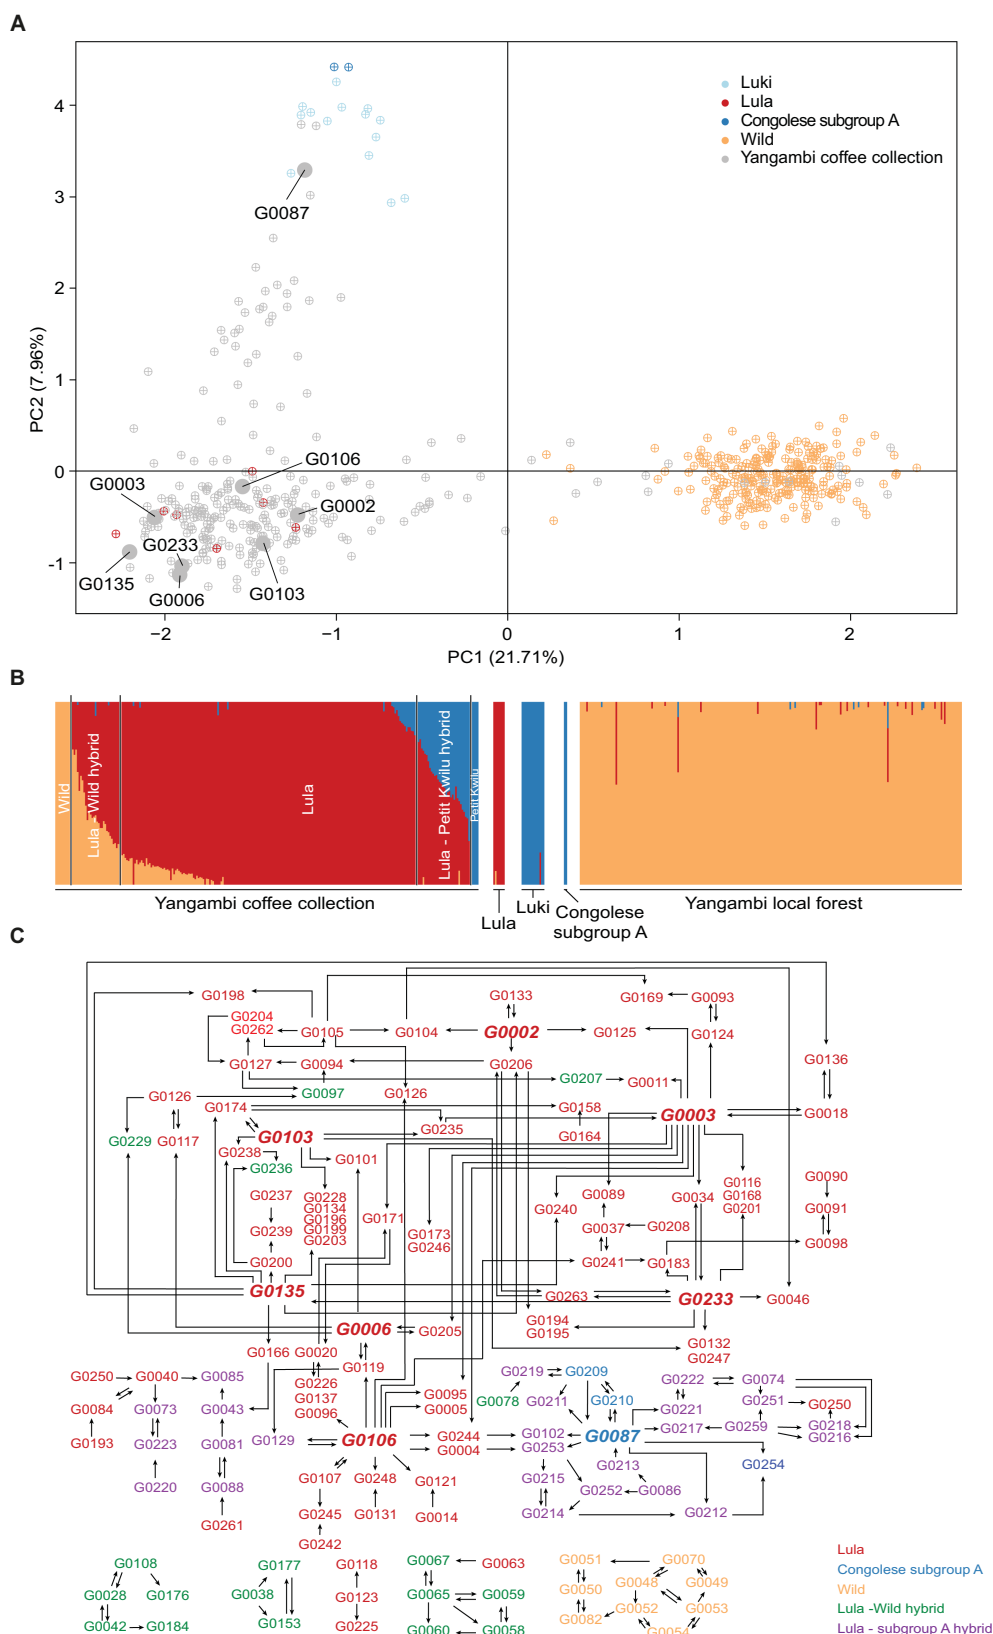 A
PC2 (7.96%)
4
3
2
1
0
-1
−2
−1
0
1
2
PC1 (21.71%)
Luki
Lula
Congolese subgroup A
Wild
Yangambi coffee collection
G0087
G0106
G0003
G0002
G0233
G0135
G0006
G0103
B
Wild
Lula - Wild hybrid
Lula
Lula - Petit Kwilu hybrid
Petit Kwilu
Yangambi coffee collection
Lula
Luki
Congolese
subgroup A
Yangambi local forest
C
G0198 G0133 G0169 G0093
G0204
G0262 G0105 G0104 G0002 G0125 G0124
G0127 G0094 G0206 G0136
G0207 G0011
G0126 G0097 G0126
G0174 G0158 G0003 G0018
G0229 G0117 G0103 G0235 G0164
G0238
G0236 G0101
G0237 G0228 G0089 G0034 G0116 G0090
G0134 G0168
G0196 G0171 G0240 G0201 G0091
G0239 G0199 G0173 G0037 G0208
G0203 G0246 G0098
G0200 G0241 G0183
G0135 G0263 G0233 G0046
G0006 G0205 G0194
G0195
G0166 G0020 G0132
G0247
G0119
G0250 G0040 G0085 G0226 G0219 G0209 G0222 G0074
G0084 G0073 G0043 G0137 G0095 G0078 G0211 G0210 G0221 G0251 G0250
G0096 G0005
G0193 G0223 G0081 G0129 G0106 G0244 G0102 G0087 G0217 G0259 G0218
G0004 G0253 G0216
G0220 G0088 G0107 G0248 G0121 G0215 G0213 G0254
G0252 G0086
G0261 G0245 G0131 G0014 G0214 G0212
G0242
G0108 G0177 G0118 G0067 G0063 G0051 G0070
G0028 G0176 G0038 G0123 G0065 G0059 G0050 G0048 G0049
G0042 G0184 G0153 G0225 G0060 G0058 G0082 G0052 G0053
G0054
Lula
Congolese subgroup A
Wild
Lula -Wild hybrid
Lula - subgroup A hybrid